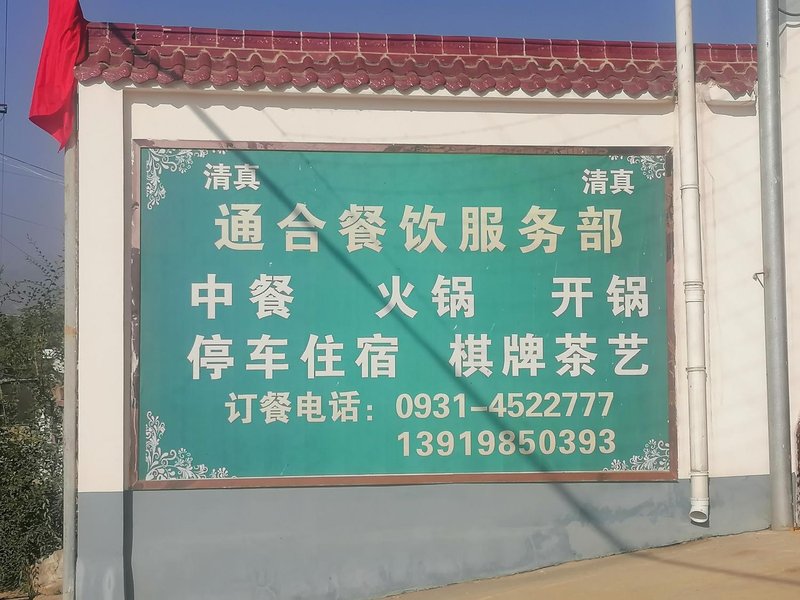 清真 清真
通合餐饮服务部
中餐 火锅 开锅
停车住宿 棋牌茶艺
订餐电话：0931-4522777
13919850393